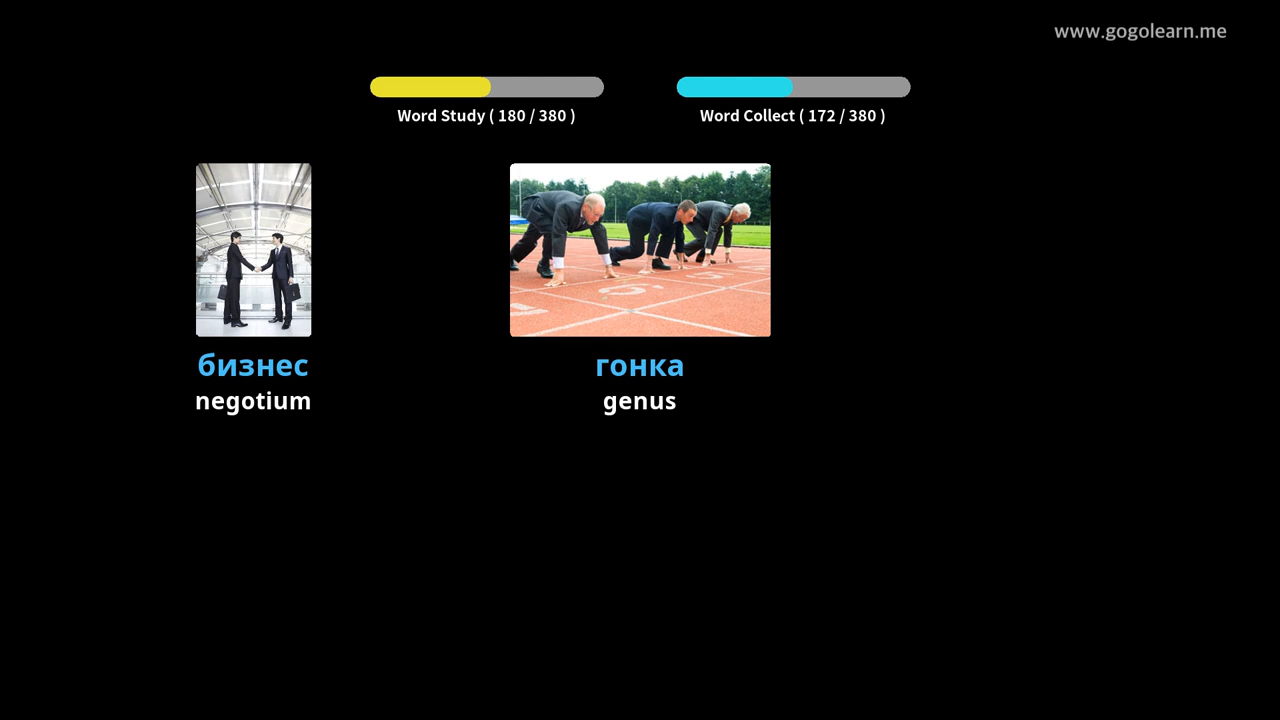 www.gogolearn.me
Word Study ( 180 / 380 )
Word Collect ( 172 / 380 )
бизнес
negotium
гонка
genus